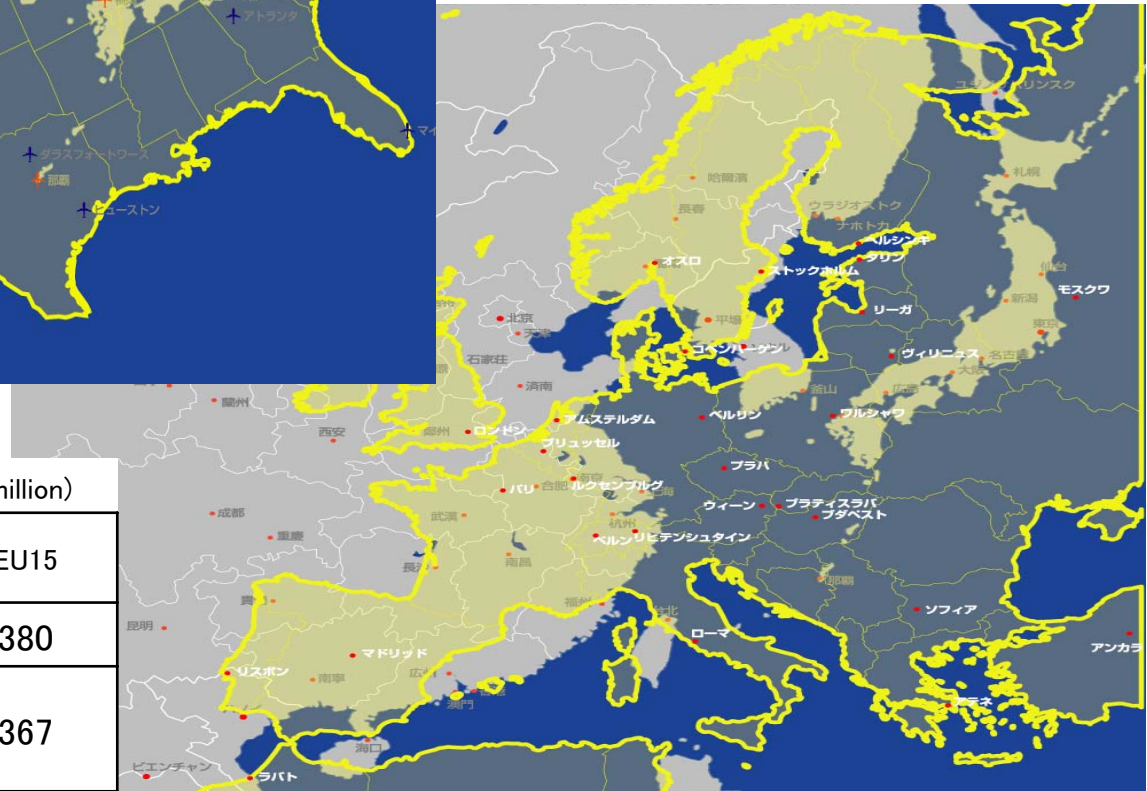 アトランタ
マイ
ダラスフォートワース
那覇
ヒューストン
リンスク
札幌
哈爾濱
長春
ウラジオストク
ナホトカ
ヘルシンキ
タリン
オスロ
ストックホルム
仙台
モスクワ
新潟
リーガ
北京
天津
平壌
東京
コペンハーゲン
ヴィリニュス
名古屋
石家荘
大阪
済南
釜山
広島
蘭州
アムステルダム
ベルリン
ワルシャワ
西安
鄭州
ロンドン
ブリュッセル
プラハ
million)
南京
パリ
合肥
ルクセンブルグ
上海
成都
武漢
ウィーン
ブラティスラバ
ブダペスト
杭州
重慶
ベルン
リヒテンシュタイン
EU15
南昌
長沙
那覇
貴陽
福州
ソフィア
昆明
台北
ローマ
380
アンカラ
マドリッド
リスボン
南寧
広州
澳門
アテネ
367
海口
ビエンチャン
ラバト